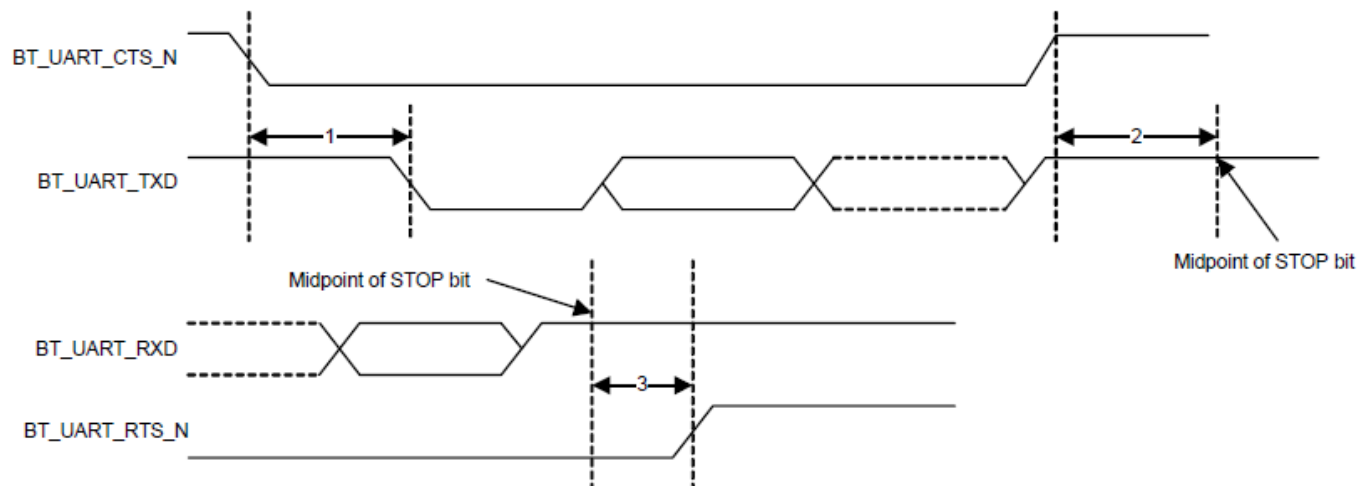 BT_UART_CTS_N
1
2
BT_UART_TXD
Midpoint of STOP bit
Midpoint of STOP bit
BT_UART_RXD
3
BT_UART_RTS_N